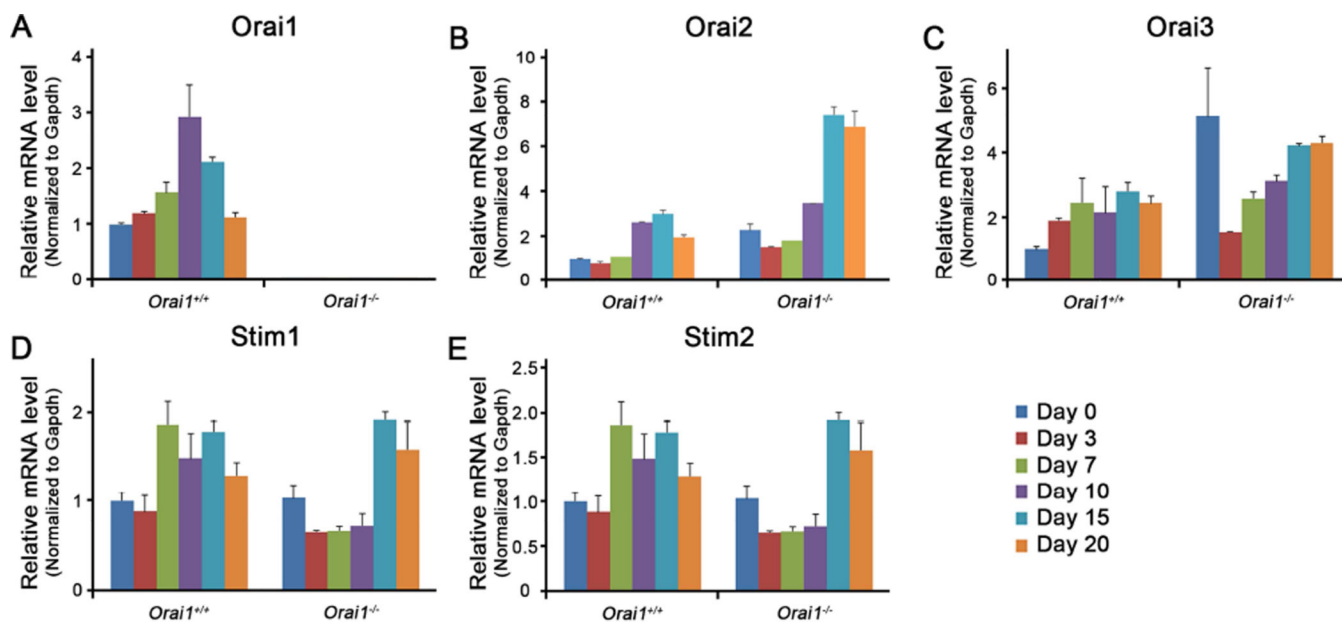 A
Orai1
Relative mRNA level
(Normalized to Gapdh)
4
3
2
1
0
Orai1+/+
Orai1-/-
B
Orai2
Relative mRNA level
(Normalized to Gapdh)
10
8
6
4
2
0
Orai1+/+
Orai1-/-
C
Orai3
Relative mRNA level
(Normalized to Gapdh)
6
4
2
0
Orai1+/+
Orai1-/-
D
Stim1
Relative mRNA level
(Normalized to Gapdh)
2
1
0
Orai1+/+
Orai1-/-
E
Stim2
Relative mRNA level
(Normalized to Gapdh)
2.5
2.0
1.5
1.0
0.5
0
Orai1+/+
Orai1-/-
Day 0
Day 3
Day 7
Day 10
Day 15
Day 20